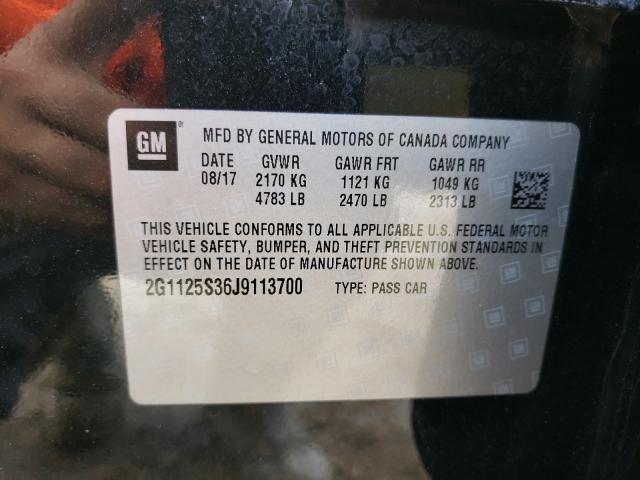 GM
MFD BY GENERAL MOTORS OF CANADA COMPANY
DATE GVWR GAWR FRT GAWR RR
08/17 2170 KG 1121 KG 1049 KG
4783 LB 2470 LB 2313 LB
THIS VEHICLE CONFORMS TO ALL APPLICABLE U.S. FEDERAL MOTOR
VEHICLE SAFETY, BUMPER, AND THEFT PREVENTION STANDARDS IN
EFFECT ON THE DATE OF MANUFACTURE SHOWN ABOVE.
2G1125S36J9113700 TYPE: PASS CAR